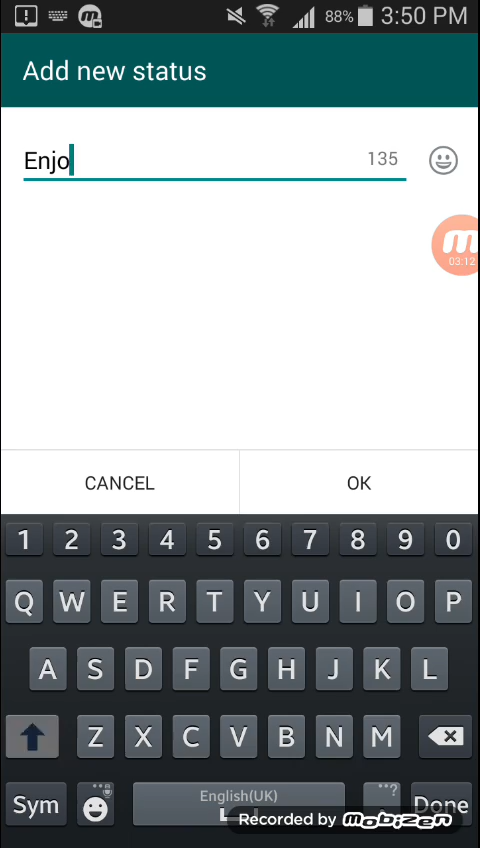 88% 3:50 PM
Add new status
Enjo 135
03:12
CANCEL OK
1 2 3 4 5 6 7 8 9 0
Q W E R T Y U I O P
A S D F G H J K L
Z X C V B N M
Sym English(UK) Done
Recorded by mobizen